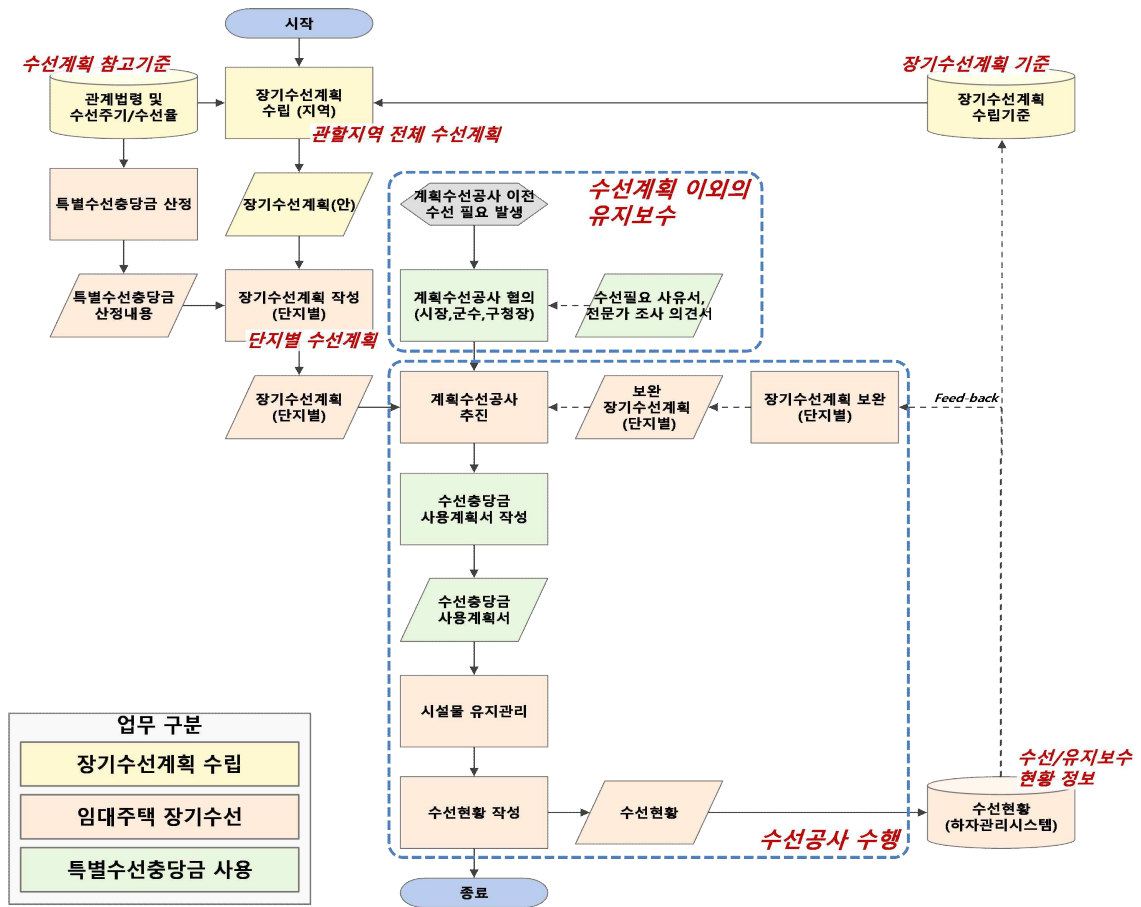 시작
수선계획 참고기준
관계법령 및
수선주기/수선율
장기수선계획
수립 (지역)
관할지역 전체 수선계획
장기수선계획 기준
장기수선계획
수립기준
특별수선충당금 산정
장기수선계획(안)
계획수선공사 이전
수선 필요 발생
수선계획 이외의
유지보수
특별수선충당금
산정내용
장기수선계획 작성
(단지별)
단지별 수선계획
계획수선공사 협의
(시장,군수,구청장)
수선필요 사유서,
전문가 조사 의견서
장기수선계획
(단지별)
계획수선공사
추진
보완
장기수선계획
(단지별)
장기수선계획 보완
(단지별)
Feed-back
수선충당금
사용계획서 작성
수선충당금
사용계획서
시설물 유지관리
수선현황 작성
수선현황
수선공사 수행
수선/유지보수
현황 정보
수선현황
(하자관리시스템)
종료
업무 구분
장기수선계획 수립
임대주택 장기수선
특별수선충당금 사용